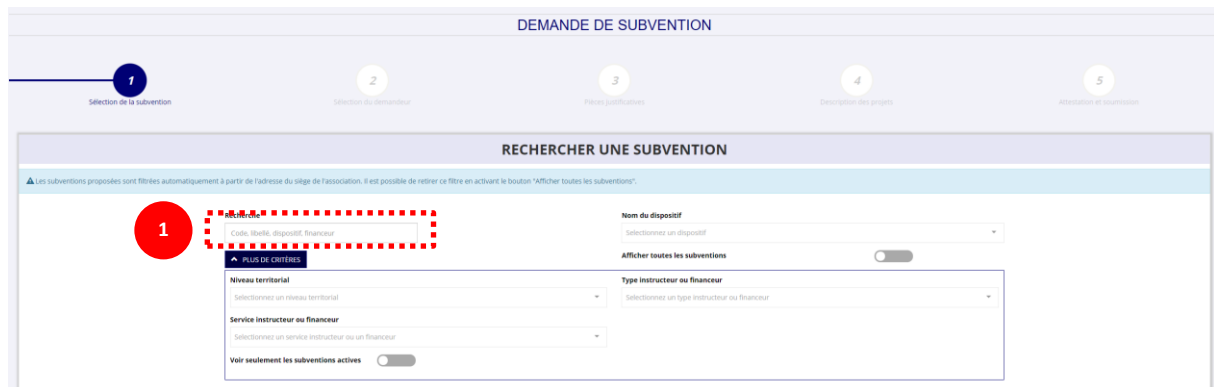 DEMANDE DE SUBVENTION
1 2 3 4 5
Sélection de la subvention Sélection du demandeur Pièces justificatives Description des projets Attestation et soumission
RECHERCHER UNE SUBVENTION
Les subventions proposées sont filtrées automatiquement à partir de l'adresse du siège de l'association. Il est possible de retirer ce filtre en activant le bouton "Afficher toutes les subventions".
1
Recherche
Code, libellé, dispositif, financeur
Nom du dispositif
Selectionnez un dispositif
PLUS DE CRITÈRES
Afficher toutes les subventions
Niveau territorial
Selectionnez un niveau territorial
Type instructeur ou financeur
Selectionnez un type instructeur ou financeur
Service instructeur ou financeur
Selectionnez un service instructeur ou un financeur
Voir seulement les subventions actives